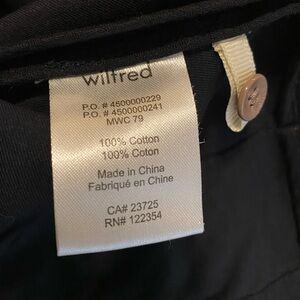 wilfred
P.O. # 4500000229
P.O. # 4500000241
MWC 79
100% Cotton
100% Coton
Made in China
Fabriqué en Chine
CA# 23725
RN# 122354